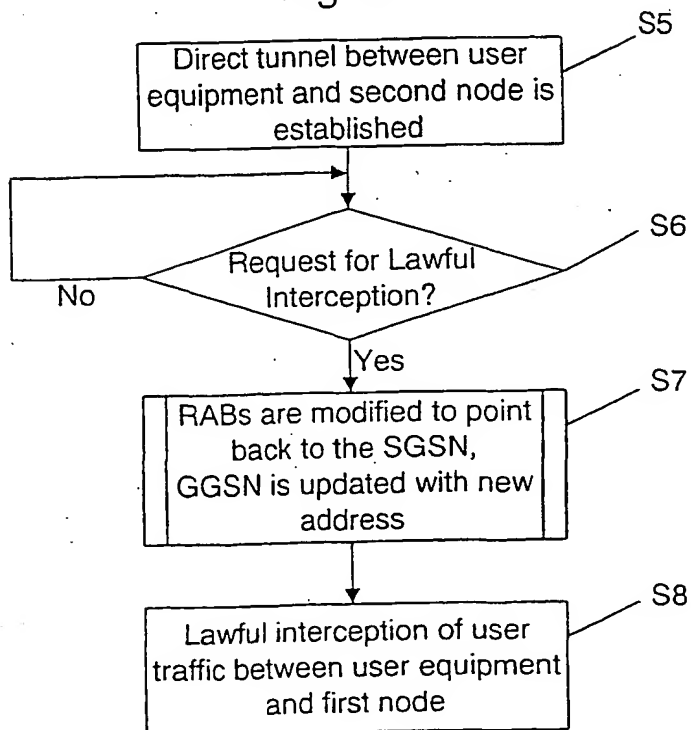 S5
Direct tunnel between user
equipment and second node is
established
S6
Request for Lawful
Interception?
No
Yes
S7
RABs are modified to point
back to the SGSN,
GGSN is updated with new
address
S8
Lawful interception of user
traffic between user equipment
and first node